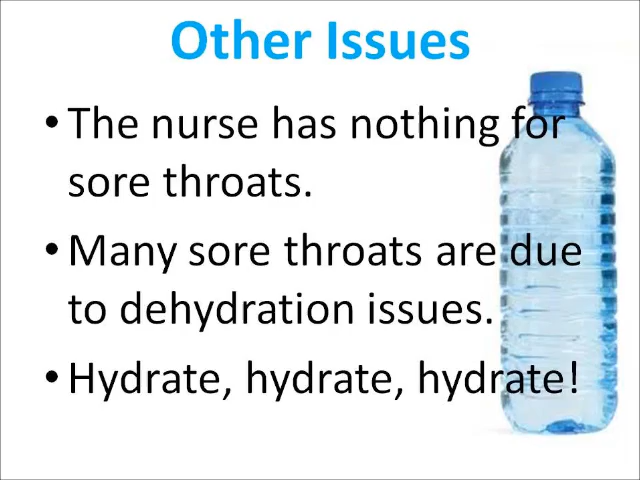 Other Issues
• The nurse has nothing for
sore throats.
• Many sore throats are due
to dehydration issues.
• Hydrate, hydrate, hydrate!